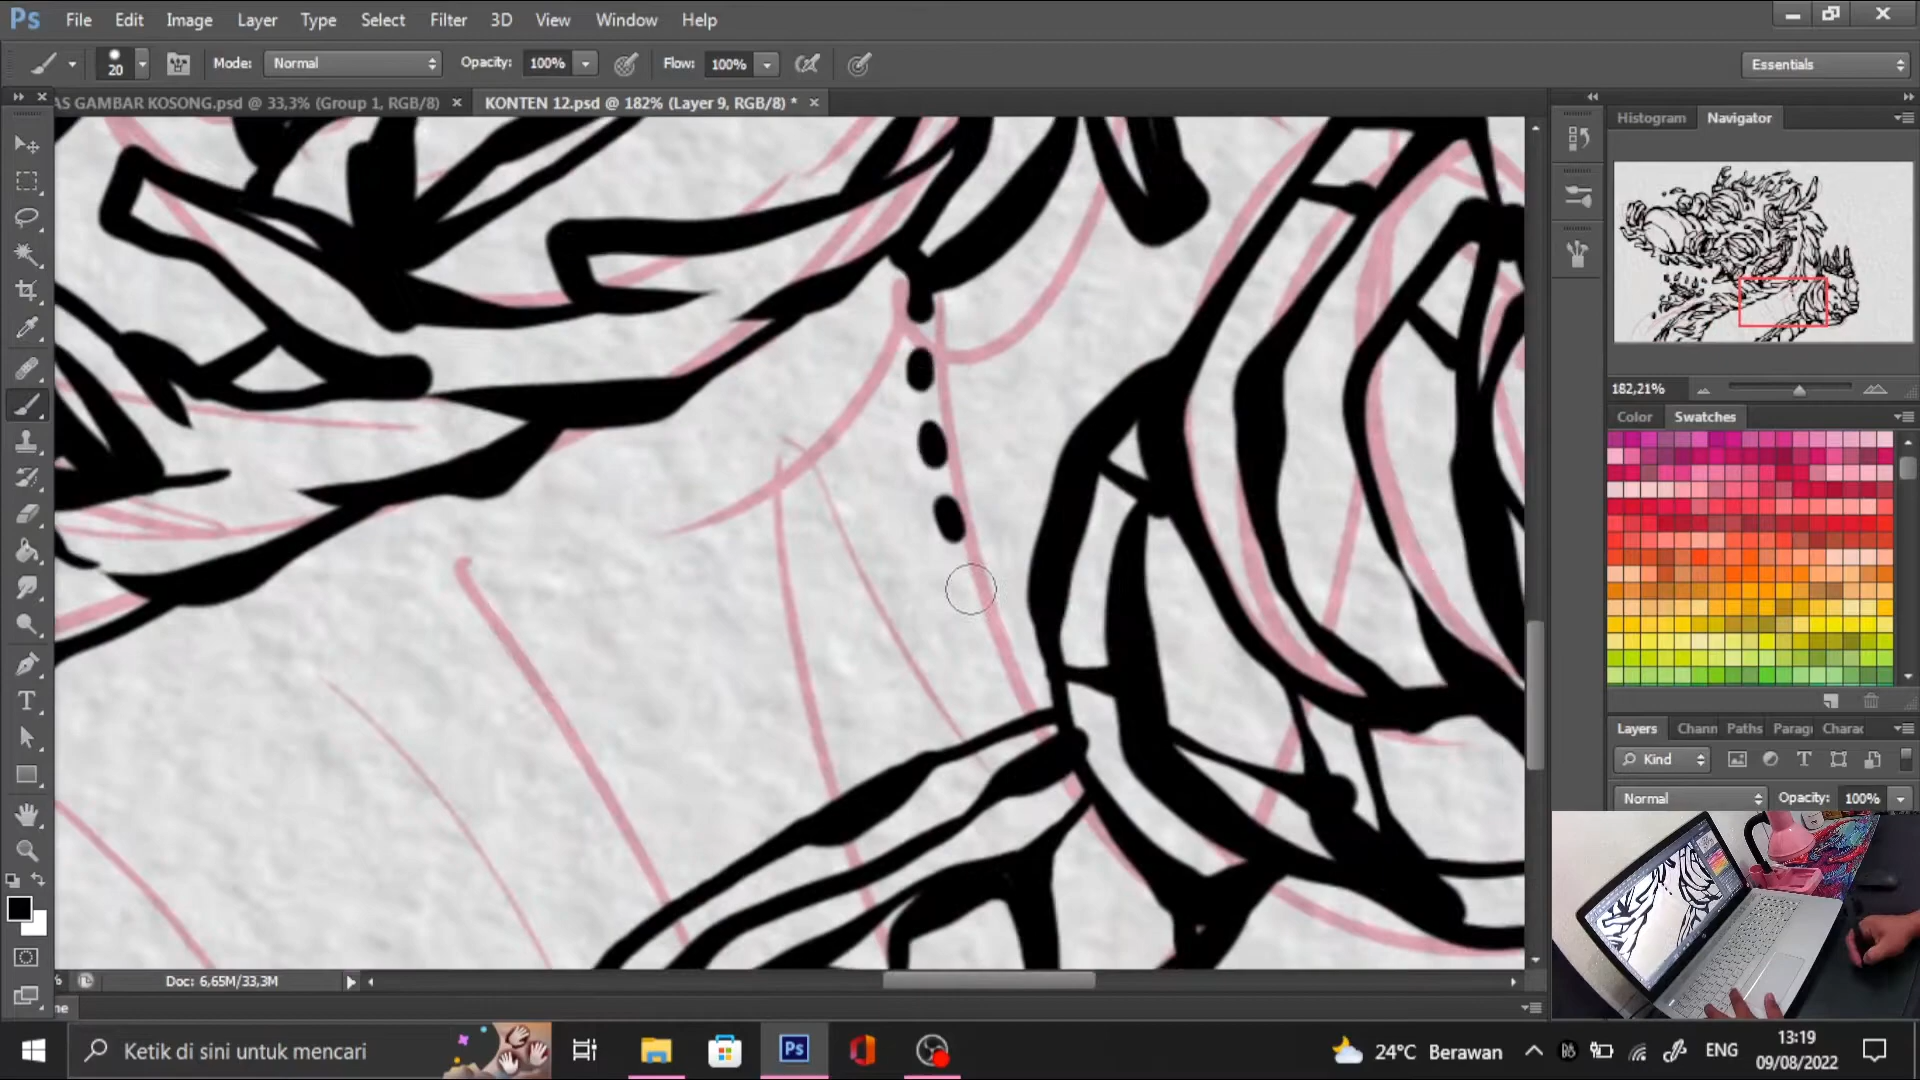 Ps File Edit Image Layer Type Select Filter 3D View Window Help
20 Mode: Normal Opacity: 100% Flow: 100% Essentials
AS GAMBAR KOSONG.psd @ 33,3% (Group 1, RGB/8) × KONTEN 12.psd @ 182% (Layer 9, RGB/8) * ×
Histogram Navigator
182,21%
Color Swatches
Layers Chann Paths Paragi Charac
Kind
Normal Opacity: 100%
% Doc: 6,65M/33,3M
ne
Ketik di sini untuk mencari
Ps
24°C Berawan
ENG
13:19
09/08/2022